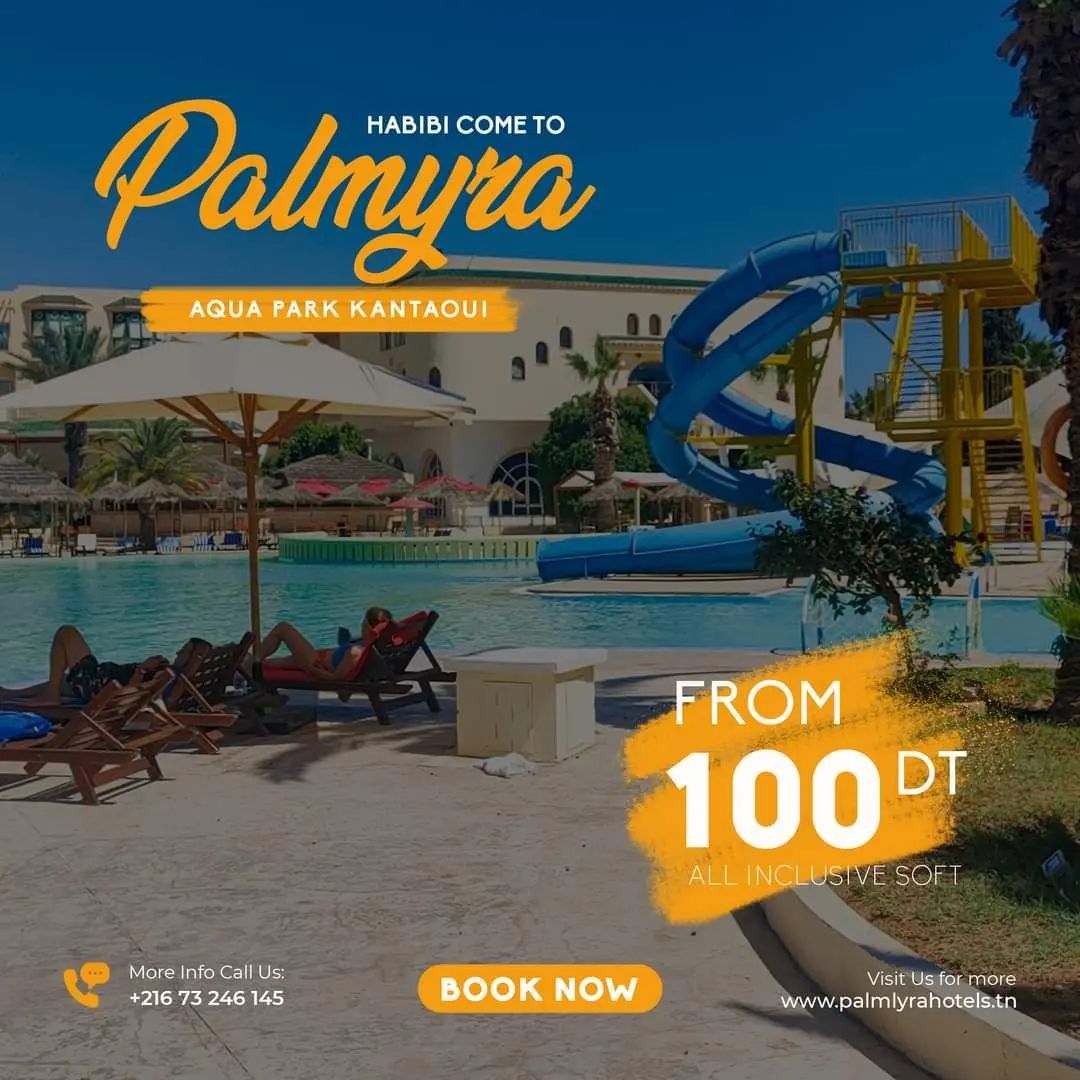 HABIBI COME TO
Palmyra
AQUA PARK KANTAOUI
FROM
100 DT
ALL INCLUSIVE SOFT
More Info Call Us:
+216 73 246 145
BOOK NOW
Visit Us for more
www.palmlyrahotels.tn